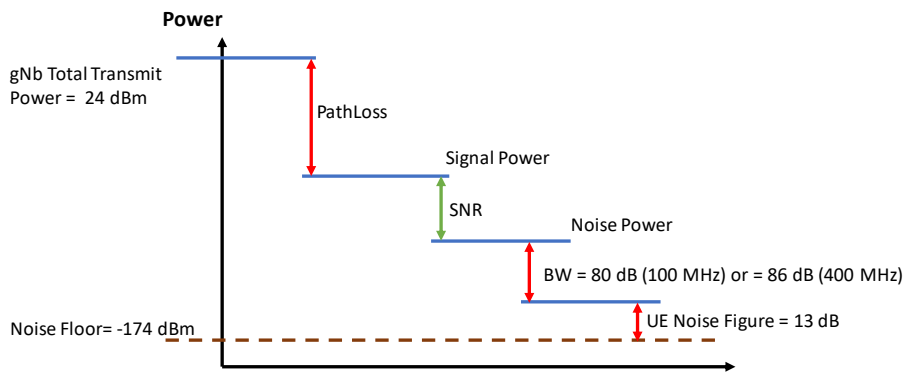 Power
gNb Total Transmit
Power =  24 dBm
PathLoss
Signal Power
SNR
Noise Power
BW = 80 dB (100 MHz) or = 86 dB (400 MHz)
UE Noise Figure = 13 dB
Noise Floor= -174 dBm